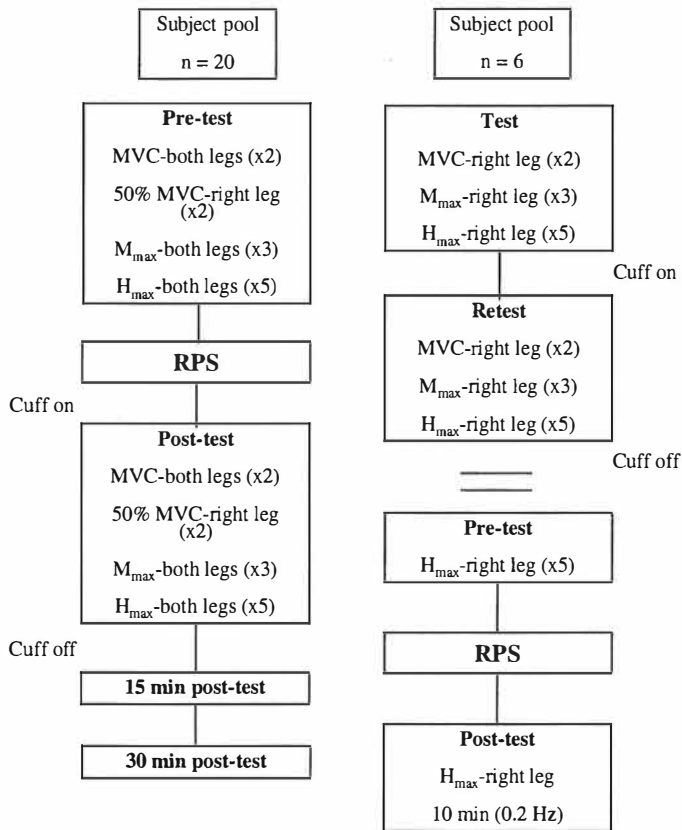 Subject pool
n = 20
Pre-test
MVC-both legs (x2)
50% MVC-right leg
(x2)
Mmax-both legs (x3)
Hmax-both legs (x5)
RPS
Cuff on
Post-test
MVC-both legs (x2)
50% MVC-right leg
(x2)
Mmax-both legs (x3)
Hmax-both legs (x5)
Cuff off
15 min post-test
30 min post-test
Subject pool
n = 6
Test
MVC-right leg (x2)
Mmax-right leg (x3)
Hmax-right leg (x5)
Cuff on
Retest
MVC-right leg (x2)
Mmax-right leg (x3)
Hmax-right leg (x5)
Cuff off
Pre-test
Hmax-right leg (x5)
RPS
Post-test
Hmax-right leg
10 min (0.2 Hz)